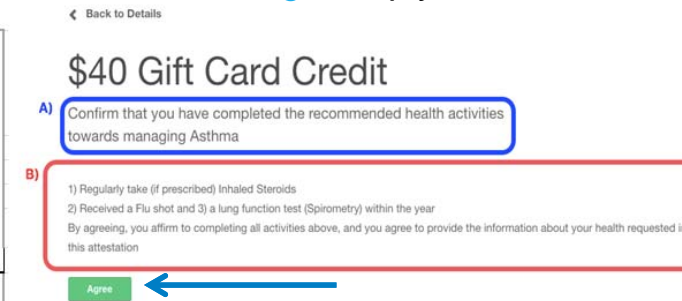 Back to Details
$40 Gift Card Credit
A)
Confirm that you have completed the recommended health activities
towards managing Asthma
B)
1) Regularly take (if prescribed) Inhaled Steroids
2) Received a Flu shot and 3) a lung function test (Spirometry) within the year
By agreeing, you affirm to completing all activities above, and you agree to provide the information about your health requested
this attestation
Agree